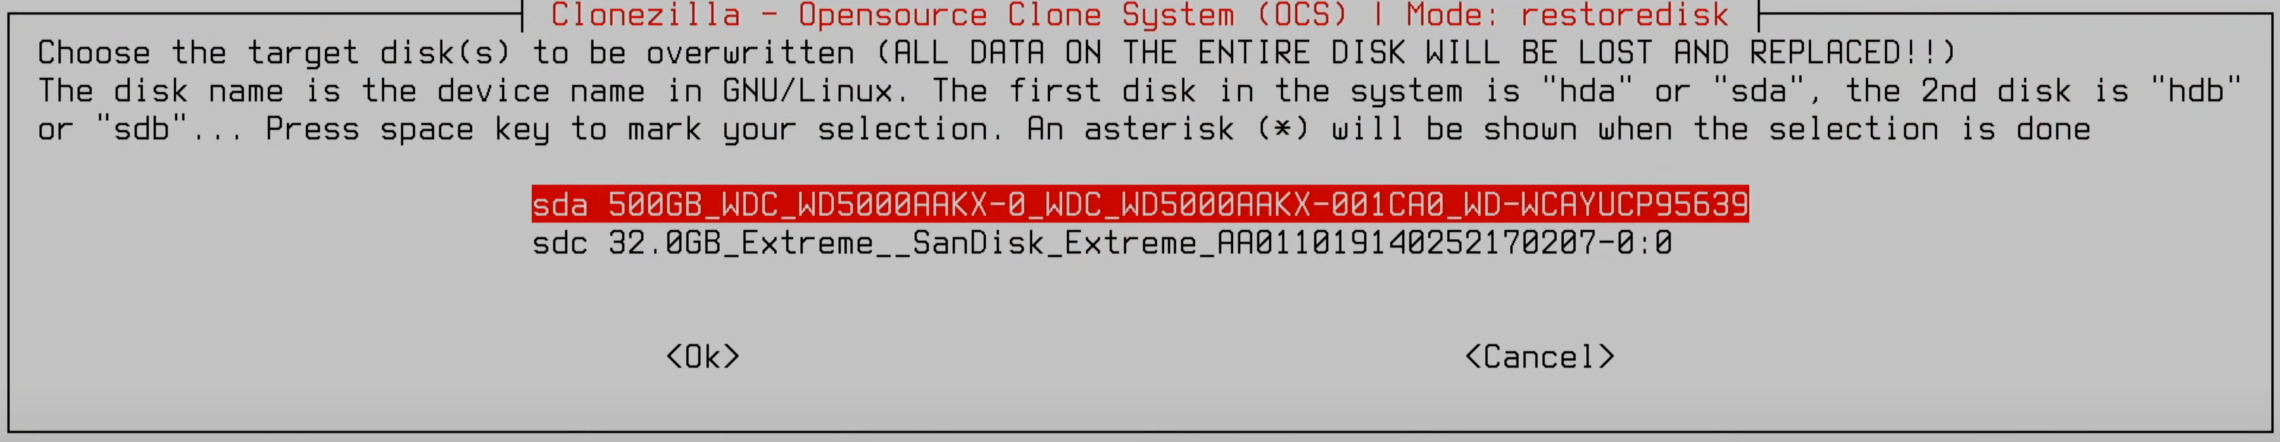 Clonezilla - Opensource Clone System (OCS) | Mode: restoredisk
Choose the target disk(s) to be overwritten (ALL DATA ON THE ENTIRE DISK WILL BE LOST AND REPLACED!!)
The disk name is the device name in GNU/Linux. The first disk in the system is "hda" or "sda", the 2nd disk is "hdb"
or "sdb"... Press space key to mark your selection. An asterisk (*) will be shown when the selection is done
sda 500GB_WDC_WD5000AAKX-0_WDC_WD5000AAKX-001CA0_WD-WCAYUCP95639
sdc 32.0GB_Extreme__SanDisk_Extreme_AA011019140252170207-0:0
<Ok>
<Cancel>